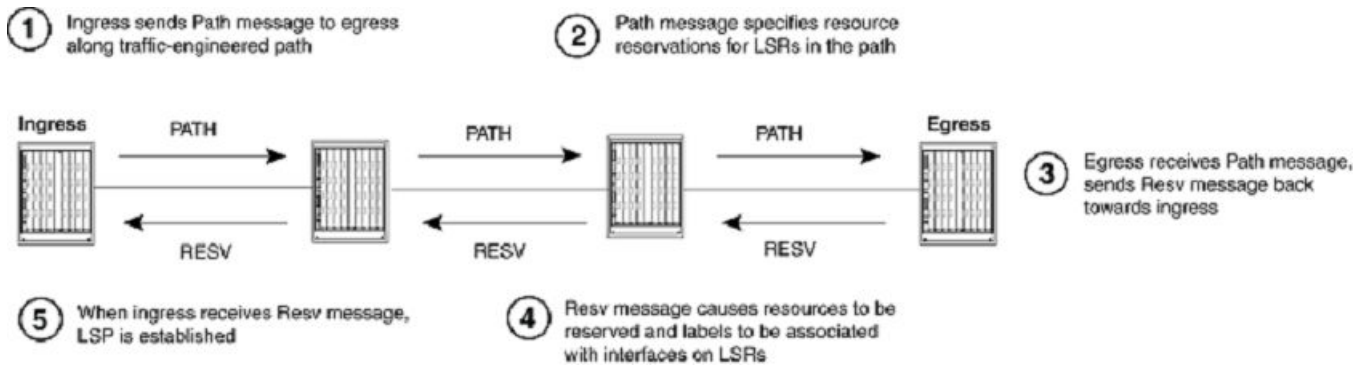 1 Ingress sends Path message to egress
along traffic-engineered path
2 Path message specifies resource
reservations for LSRs in the path
Ingress
PATH
PATH
PATH
Egress
RESV
RESV
RESV
3 Egress receives Path message,
sends Resv message back
towards ingress
5 When ingress receives Resv message,
LSP is established
4 Resv message causes resources to be
reserved and labels to be associated
with interfaces on LSRs